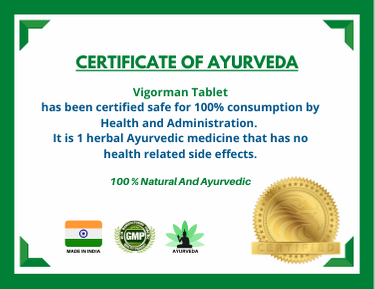 CERTIFICATE OF AYURVEDA
Vigorman Tablet
has been certified safe for 100% consumption by
Health and Administration.
It is 1 herbal Ayurvedic medicine that has no
health related side effects.
100 % Natural And Ayurvedic
MADE IN INDIA
GMP
AYURVEDA
CERTIFIED